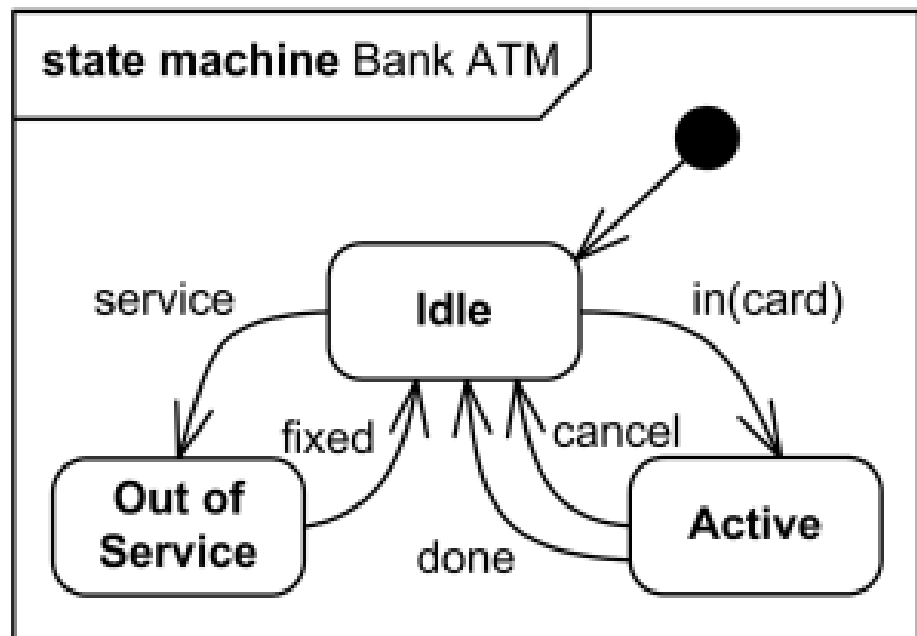 state machine Bank ATM
service
Idle
in(card)
fixed
cancel
Out of
Service
done
Active